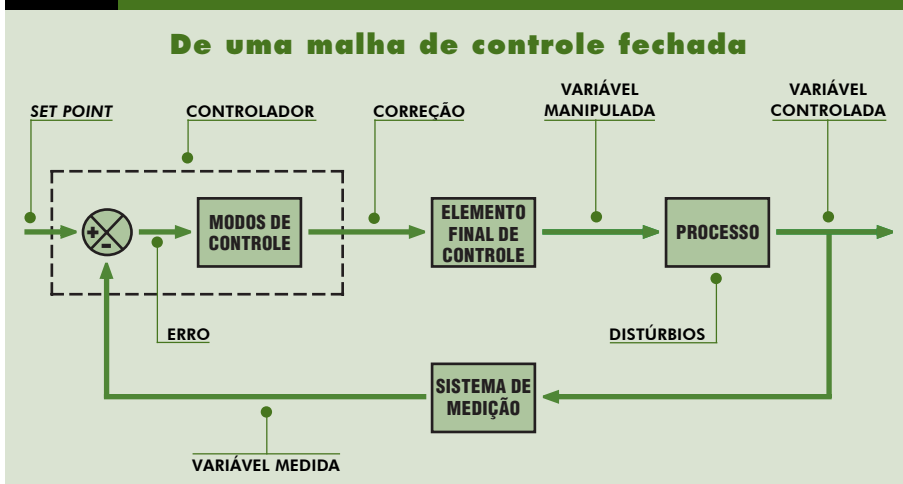 De uma malha de controle fechada
SET POINT
CONTROLADOR
CORREÇÃO
VARIÁVEL
MANIPULADA
VARIÁVEL
CONTROLADA
+
-
MODOS DE
CONTROLE
ELEMENTO
FINAL DE
CONTROLE
PROCESSO
ERRO
DISTÚRBIOS
SISTEMA DE
MEDIÇÃO
VARIÁVEL MEDIDA